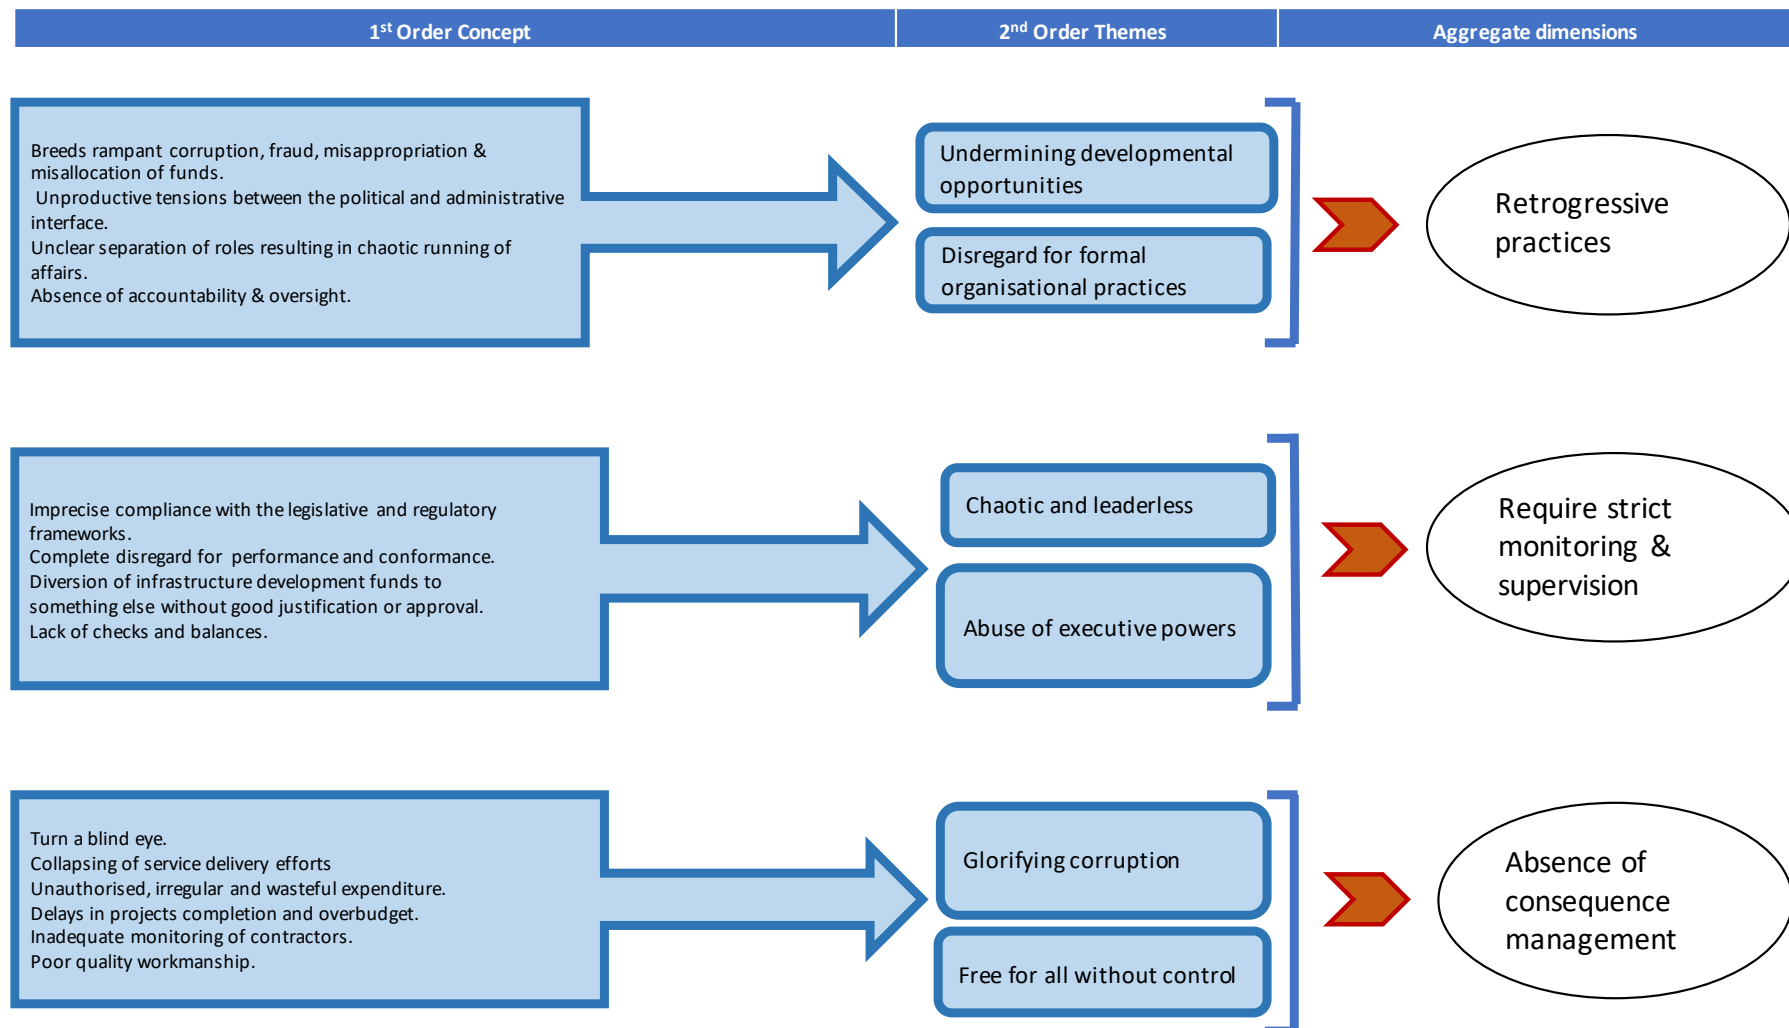 1st Order Concept
2nd Order Themes
Aggregate dimensions
Breeds rampant corruption, fraud, misappropriation &
misallocation of funds.
Unproductive tensions between the political and administrative
interface.
Unclear separation of roles resulting in chaotic running of
affairs.
Absence of accountability & oversight.
Undermining developmental
opportunities
Disregard for formal
organisational practices
Retrogressive
practices
Imprecise compliance with the legislative and regulatory
frameworks.
Complete disregard for performance and conformance.
Diversion of infrastructure development funds to
something else without good justification or approval.
Lack of checks and balances.
Chaotic and leaderless
Abuse of executive powers
Require strict
monitoring &
supervision
Turn a blind eye.
Collapsing of service delivery efforts
Unauthorised, irregular and wasteful expenditure.
Delays in projects completion and overbudget.
Inadequate monitoring of contractors.
Poor quality workmanship.
Glorifying corruption
Free for all without control
Absence of
consequence
management